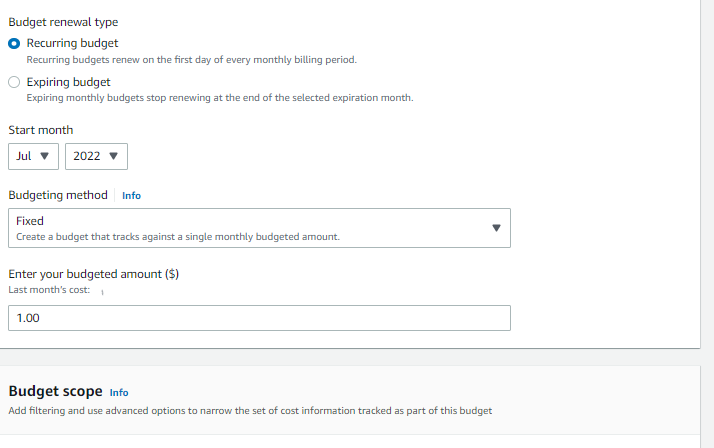 Budget renewal type
Recurring budget
Recurring budgets renew on the first day of every monthly billing period.
Expiring budget
Expiring monthly budgets stop renewing at the end of the selected expiration month.
Start month
Jul 2022
Budgeting method Info
Fixed
Create a budget that tracks against a single monthly budgeted amount.
Enter your budgeted amount ($)
Last month's cost:
1.00
Budget scope Info
Add filtering and use advanced options to narrow the set of cost information tracked as part of this budget